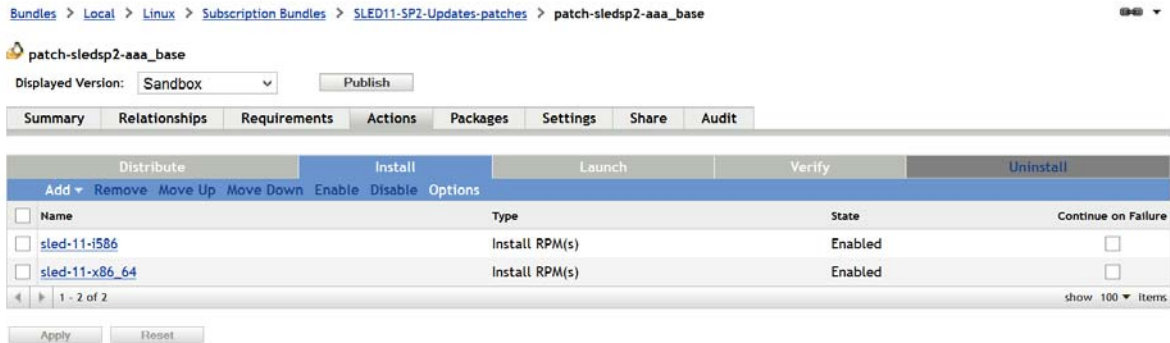 Bundles > Local > Linux > Subscription Bundles > SLED11-SP2-Updates-patches > patch-sledsp2-aaa_base
patch-sledsp2-aaa_base
Displayed Version: Sandbox Publish
Summary Relationships Requirements Actions Packages Settings Share Audit
Distribute Install Launch Verify Uninstall
Add Remove Move Up Move Down Enable Disable Options
Name Type State Continue on Failure
sled-11-i586 Install RPM(s) Enabled
sled-11-x86_64 Install RPM(s) Enabled
1 - 2 of 2 show 100 items
Apply Reset